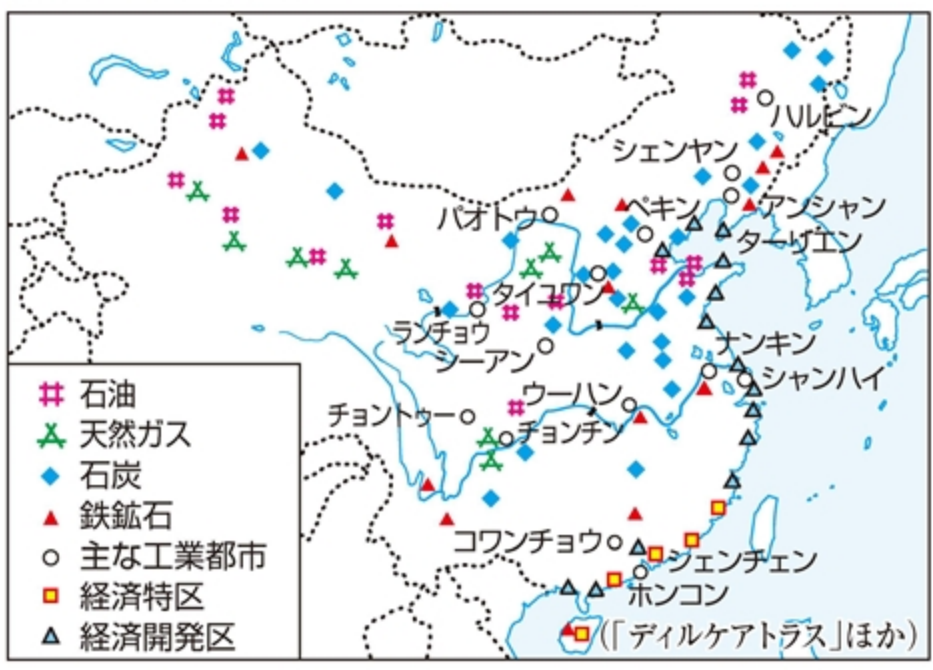 ハルビン
シェンヤン
パオトウ
ペキン
アンシャン
ターリエン
タイユワン
ランチョウ
シーアン
ナンキン
シャンハイ
ウーハン
チョントゥー
チョンチン
コワンチョウ
シェンチェン
ホンコン
(「ディルケアトラス」ほか)
石油
天然ガス
石炭
鉄鉱石
主な工業都市
経済特区
経済開発区